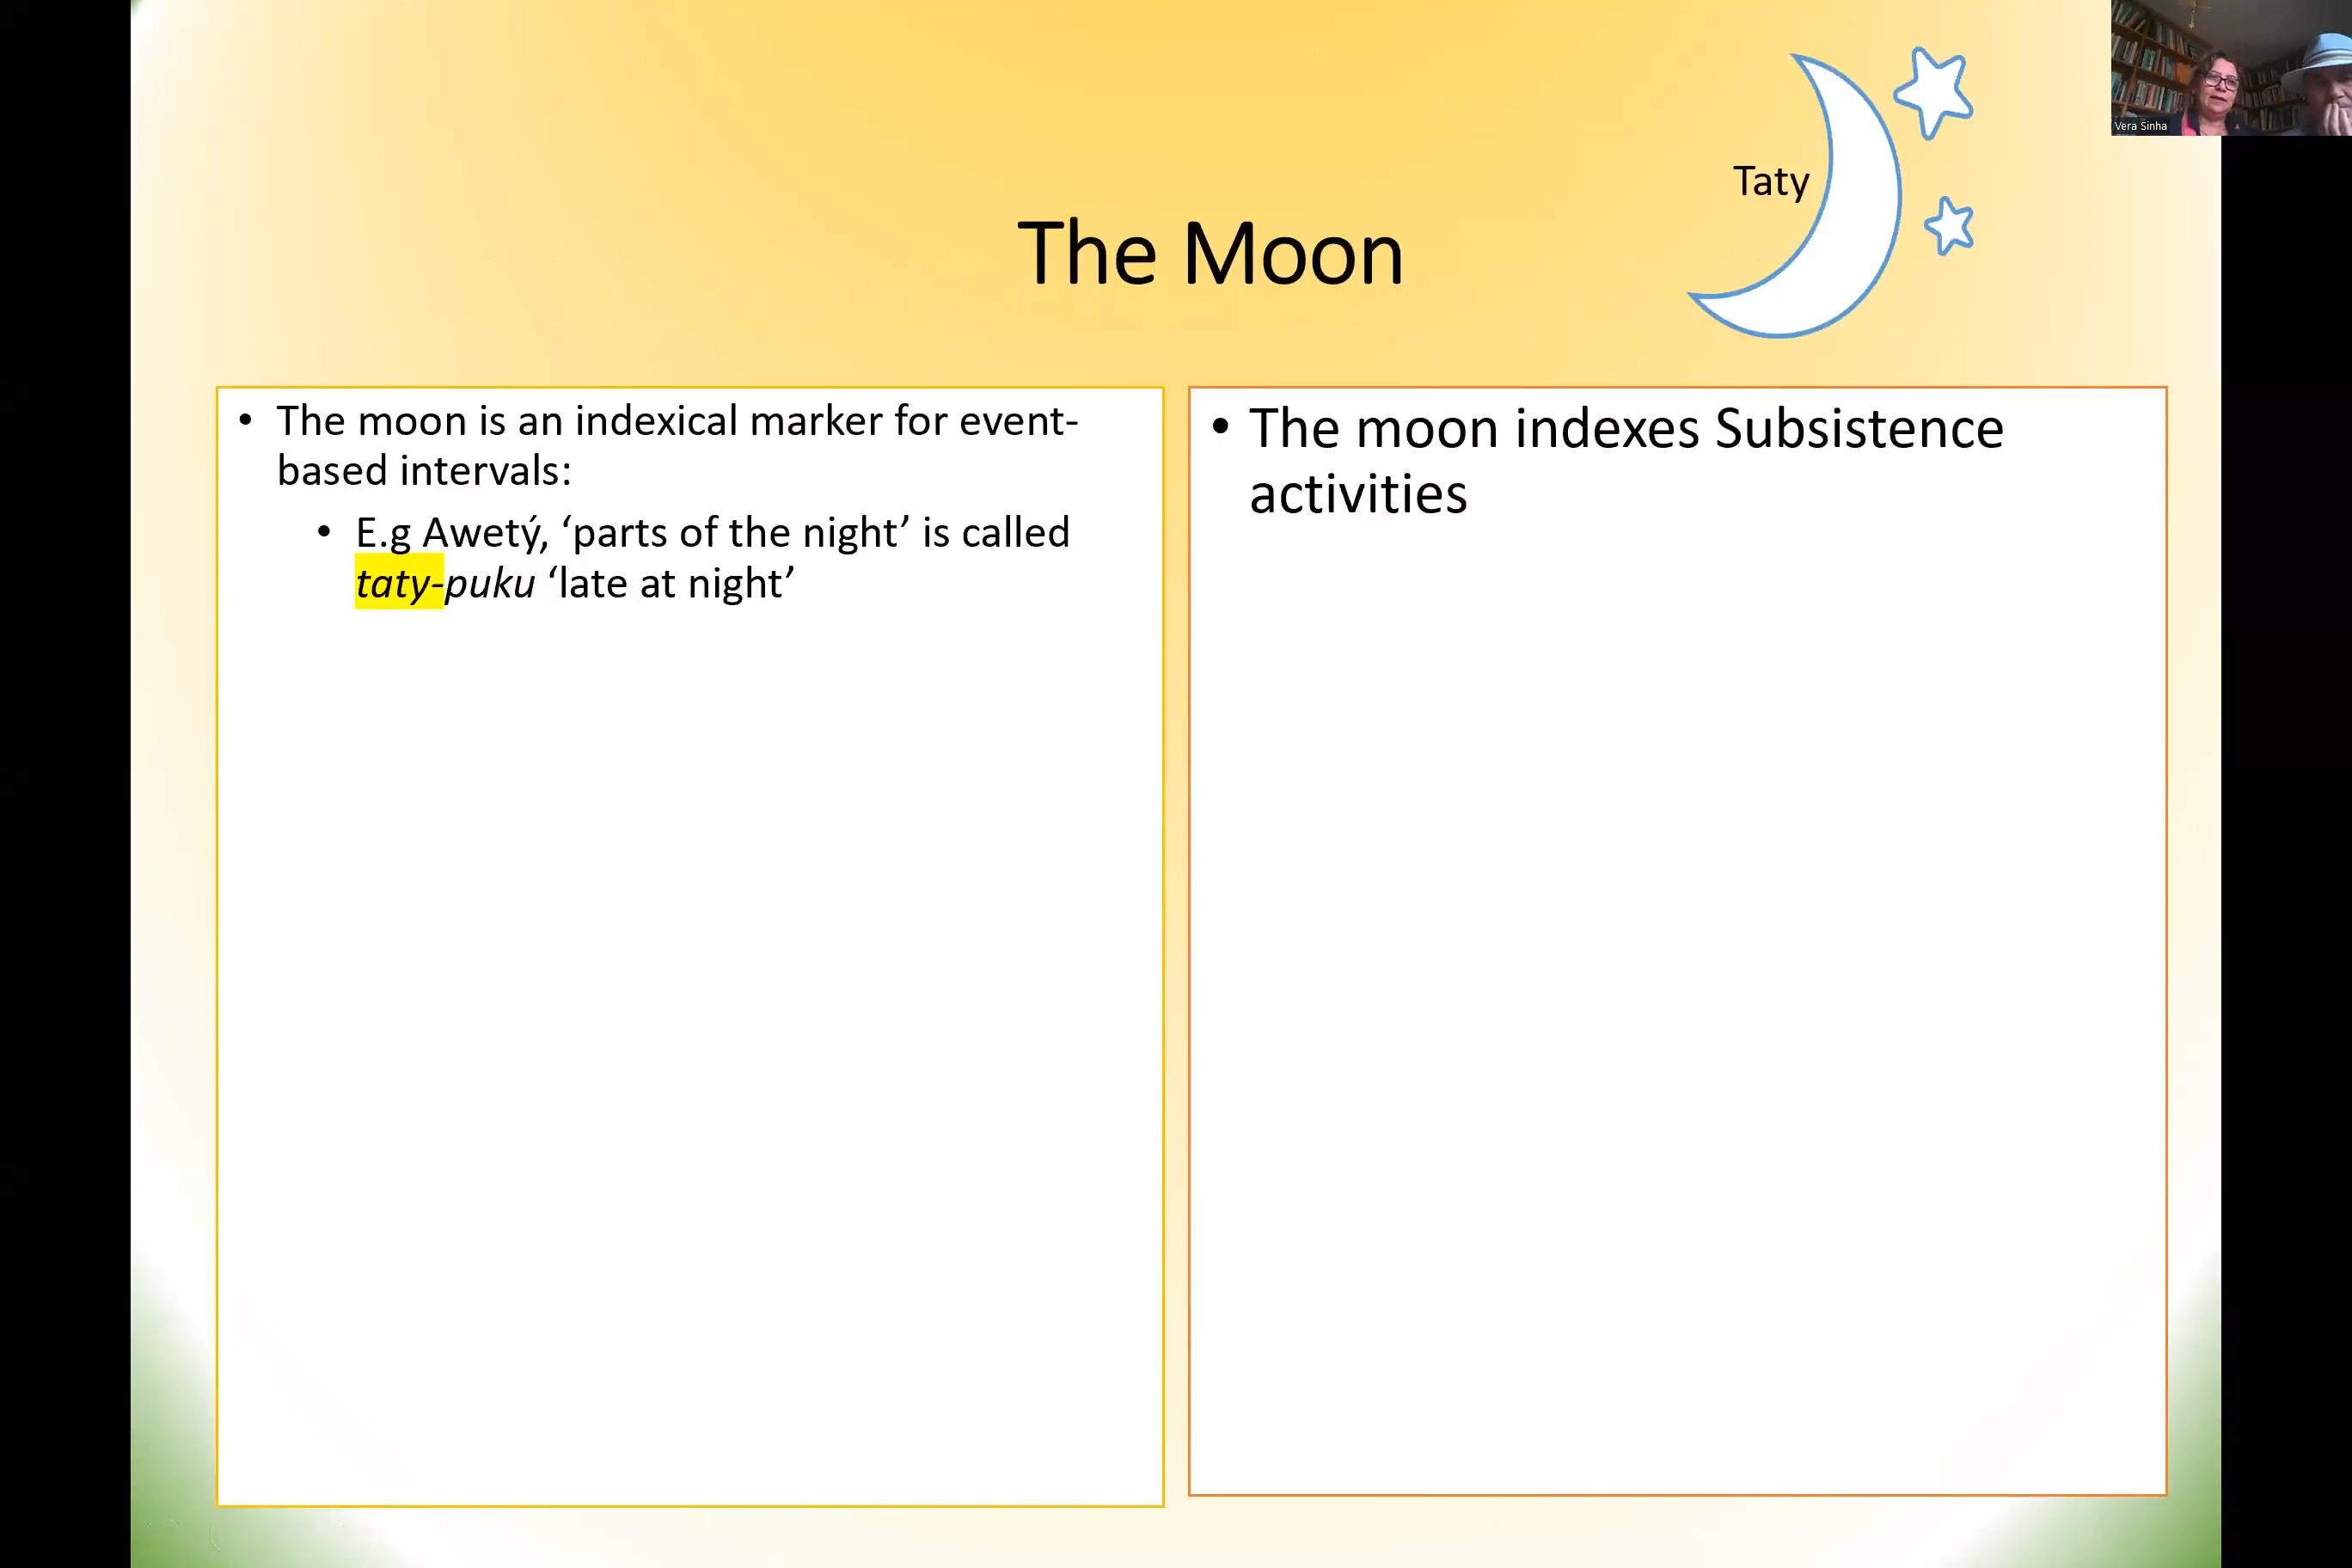 Vera Sinha
Taty
The Moon
• The moon is an indexical marker for event-
based intervals:
• E.g Awetý, ‘parts of the night’ is called
taty-puku ‘late at night’
• The moon indexes Subsistence
activities